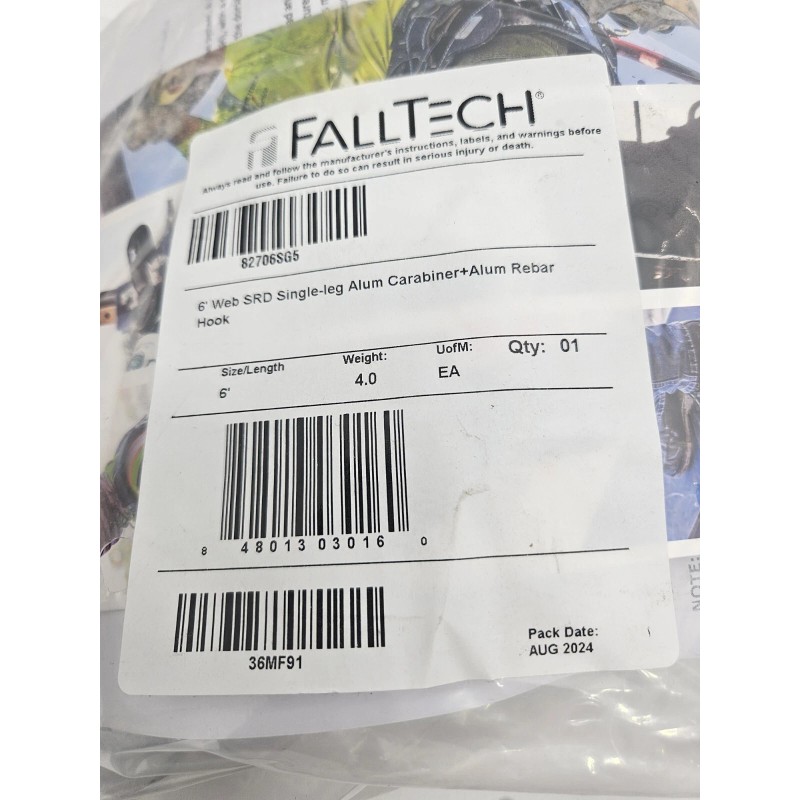 FALLTECH®
Always read and follow the manufacturer's instructions, labels, and warnings before
use. Failure to do so can result in serious injury or death.
82706SG5
6' Web SRD Single-leg Alum Carabiner+Alum Rebar
Hook
Size/Length Weight: UofM: Qty: 01
6' 4.0 EA
8 48013 03016 0
36MF91
Pack Date:
AUG 2024
NOTE: